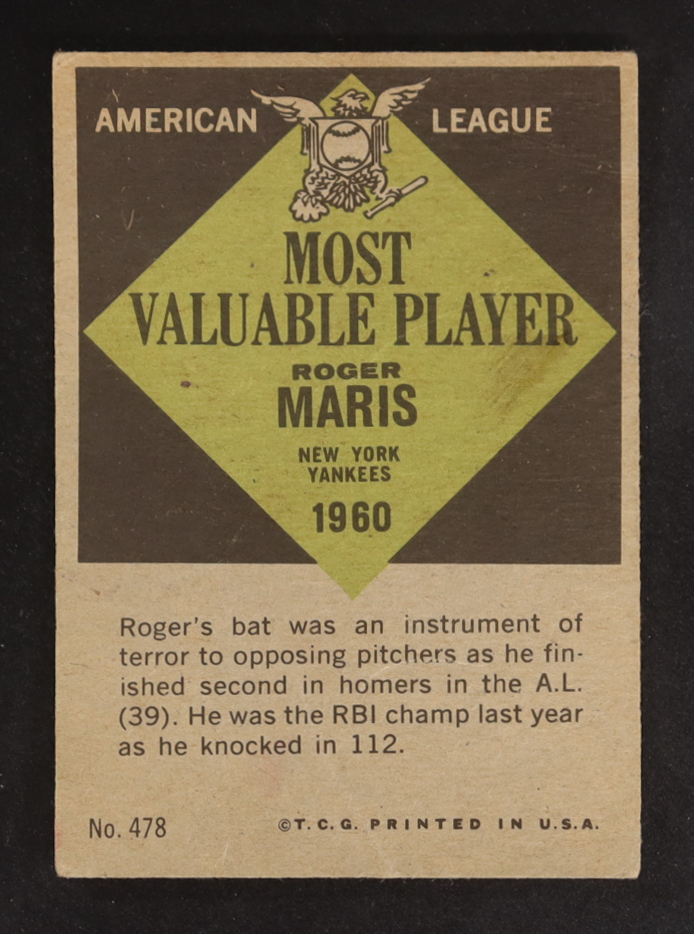 AMERICAN LEAGUE
MOST
VALUABLE PLAYER
ROGER
MARIS
NEW YORK
YANKEES
1960
Roger's bat was an instrument of
terror to opposing pitchers as he fin-
ished second in homers in the A.L.
(39). He was the RBI champ last year
as he knocked in 112.
No. 478 ©T.C.G. PRINTED IN U.S.A.